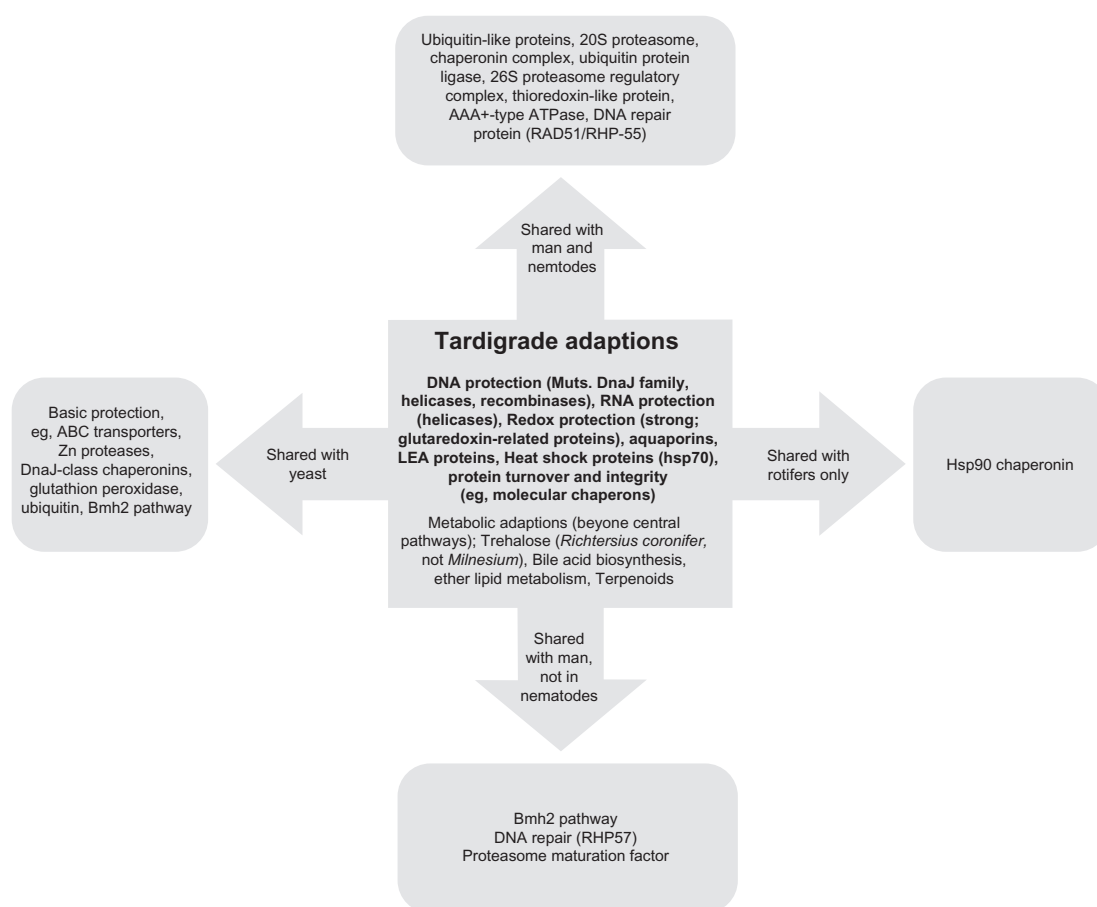 Ubiquitin-like proteins, 20S proteasome,
chaperonin complex, ubiquitin protein
ligase, 26S proteasome regulatory
complex, thioredoxin-like protein,
AAA+-type ATPase, DNA repair
protein (RAD51/RHP-55)
Shared with
man and
nemtodes
Tardigrade adaptions
DNA protection (Muts. DnaJ family,
helicases, recombinases), RNA protection
(helicases), Redox protection (strong;
glutaredoxin-related proteins), aquaporins,
LEA proteins, Heat shock proteins (hsp70),
protein turnover and integrity
(eg, molecular chaperons)
Metabolic adaptions (beyone central
pathways); Trehalose (Richtersius coronifer,
not Milnesium), Bile acid biosynthesis,
ether lipid metabolism, Terpenoids
Basic protection,
eg, ABC transporters,
Zn proteases,
DnaJ-class chaperonins,
glutathion peroxidase,
ubiquitin, Bmh2 pathway
Shared with
yeast
Shared with
rotifers only
Hsp90 chaperonin
Shared
with man,
not in
nematodes
Bmh2 pathway
DNA repair (RHP57)
Proteasome maturation factor